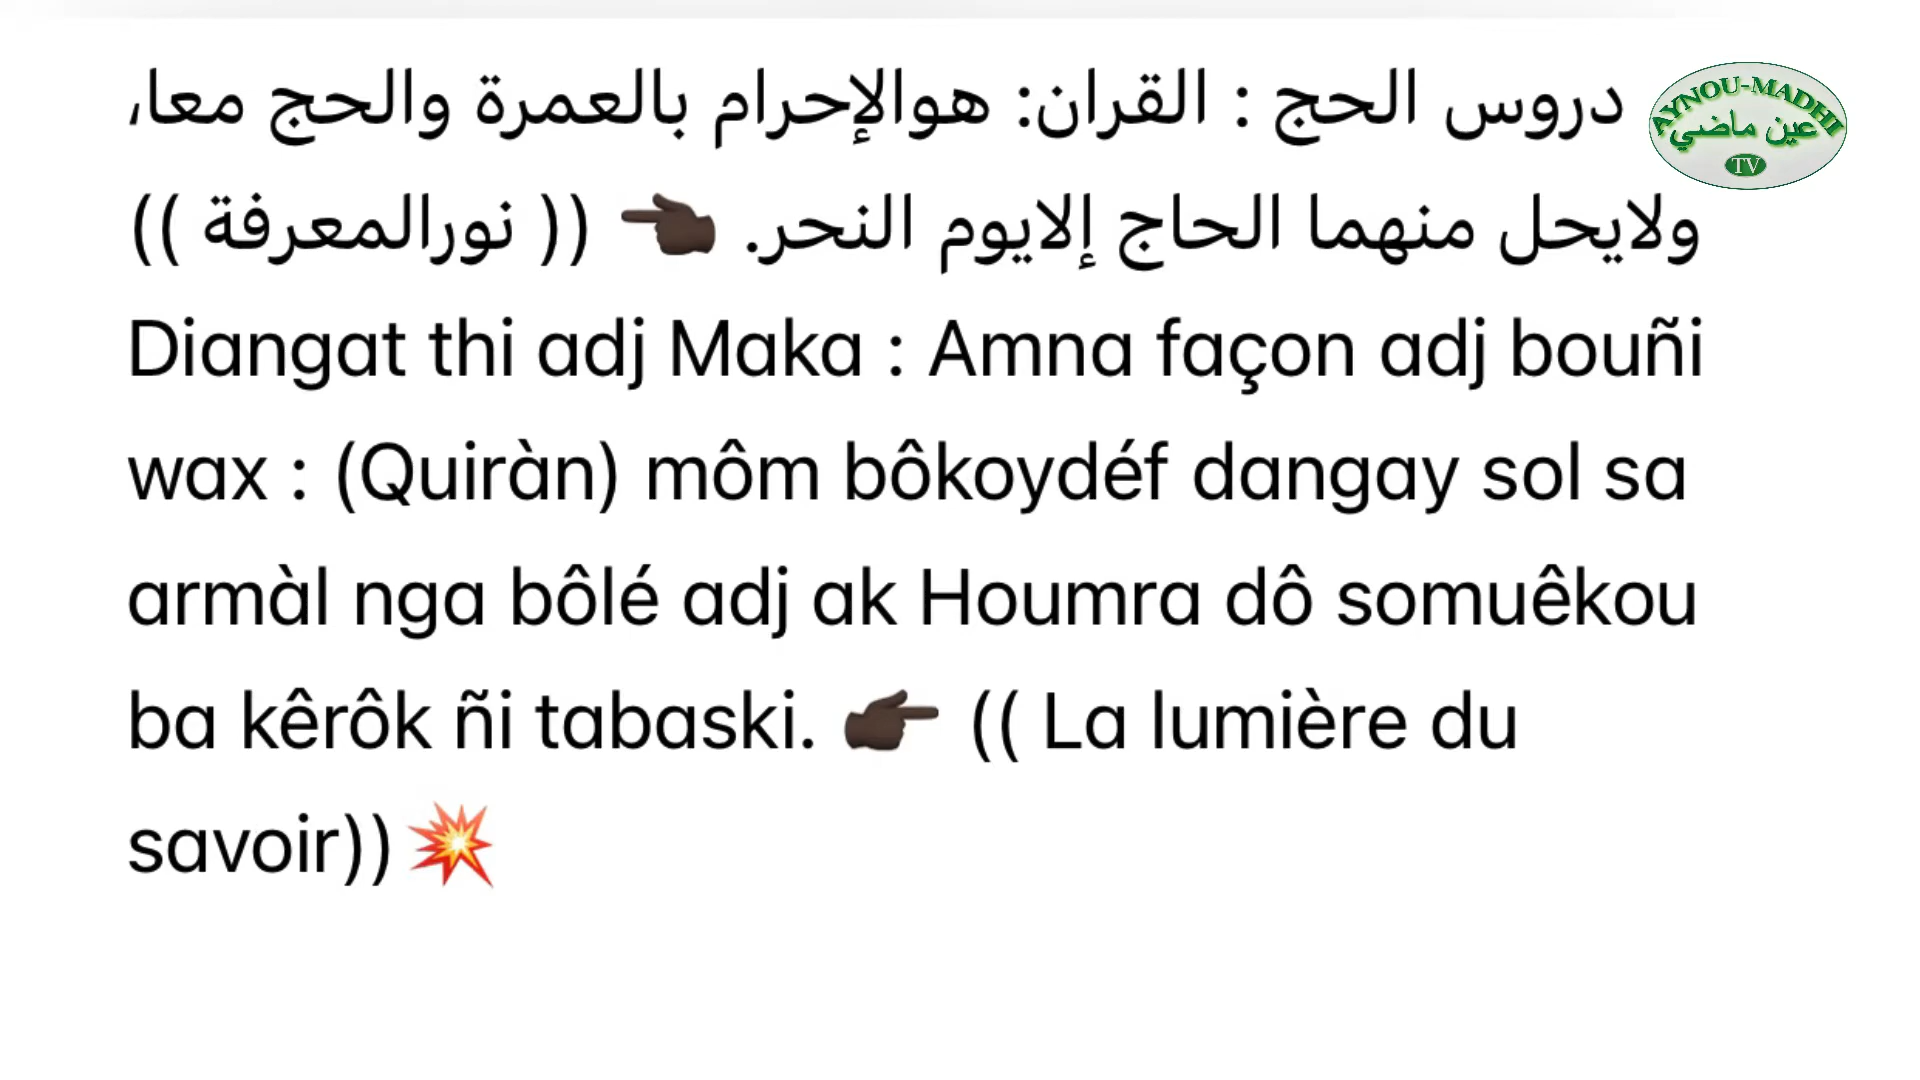 دروس الحج : القران: هوالإحرام بالعمرة والحج معا،
ولايحل منهما الحاج إلايوم النحر. 👈🏿 (( نورالمعرفة ))
Diangat thi adj Maka : Amna façon adj bouñi
wax : (Quiràn) môm bôkoydéf dangay sol sa
armàl nga bôlé adj ak Houmra dô somuêkou
ba kêrôk ñi tabaski. 👉🏿 (( La lumière du
savoir))💥
AYNOU-MADHI
عين ماضي
TV